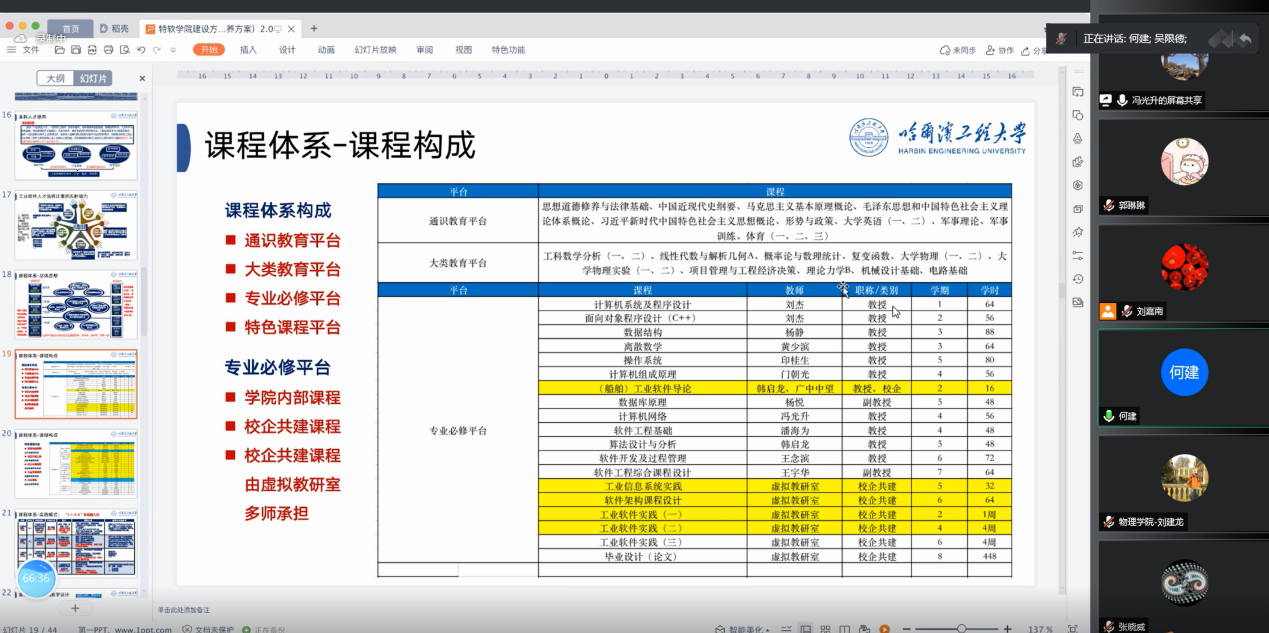 首页
稻壳
特软学院建设方...养方案）2.0
录制中
文件
开始
插入
设计
动画
幻灯片放映
审阅
视图
特色功能
未同步
协作
分享
正在讲话: 何建; 吴限德;
大纲
幻灯片
16
17
18
19
20
21
22
66:36
课程体系-课程构成
哈尔滨工程大学
HARBIN ENGINEERING UNIVERSITY
课程体系构成
通识教育平台
大类教育平台
专业必修平台
特色课程平台
专业必修平台
学院内部课程
校企共建课程
校企共建课程
由虚拟教研室
多师承担
平台 课程
通识教育平台
思想道德修养与法律基础、中国近现代史纲要、马克思主义基本原理概论、毛泽东思想和中国特色社会主义理
论体系概论、习近平新时代中国特色社会主义思想概论、形势与政策、大学英语（一、二）、军事理论、军事
训练、体育（一、二、三）
大类教育平台
工科数学分析（一、二）、线性代数与解析几何A、概率论与数理统计、复变函数、大学物理（一、二）、大
学物理实验（一、二）、项目管理与工程经济决策、理论力学B、机械设计基础、电路基础
平台 课程 教师 职称/类别 学期 学时
计算机系统及程序设计 刘杰 教授 1 64
面向对象程序设计（C++） 刘杰 教授 2 56
数据结构 杨静 教授 3 88
离散数学 黄少滨 教授 3 64
操作系统 印桂生 教授 5 80
计算机组成原理 门朝光 教授 4 56
（船舶）工业软件导论 韩启龙、广中中望 教授、校企 2 16
数据库原理 杨悦 副教授 5 48
计算机网络 冯光升 教授 4 56
专业必修平台
软件工程基础 潘海为 教授 4 48
算法设计与分析 韩启龙 教授 5 48
软件开发及过程管理 王念滨 教授 6 72
软件工程综合课程设计 王宇华 副教授 7 64
工业信息系统实践 虚拟教研室 校企共建 5 32
软件架构课程设计 虚拟教研室 校企共建 6 64
工业软件实践（一） 虚拟教研室 校企共建 2 1周
工业软件实践（二） 虚拟教研室 校企共建 4 4周
工业软件实践（三） 虚拟教研室 校企共建 6 4周
毕业设计（论文） 虚拟教研室 校企共建 8 448
单击此处添加备注
幻灯片 19 / 44
第一PPT, www.1ppt.com
文档未保护
正在备份
智能美化
137 %
冯光升的屏幕共享
郭琳琳
刘嘉南
何建
何建
物理学院-刘建龙
张晓威